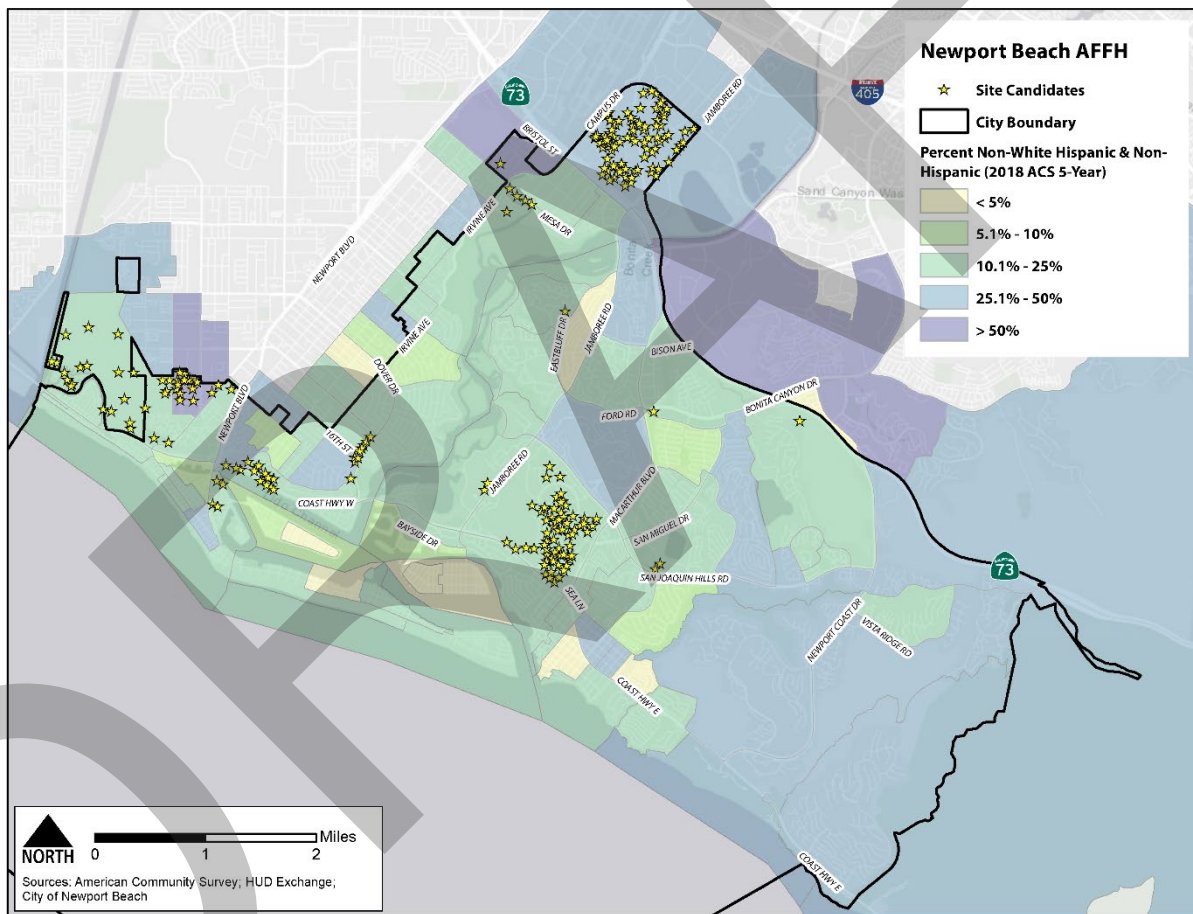 Newport Beach AFFH
Site Candidates
City Boundary
Percent Non-White Hispanic & Non-
Hispanic (2018 ACS 5-Year)
< 5%
5.1% - 10%
10.1% - 25%
25.1% - 50%
> 50%
73
405
CAMPUS DR
JAMBOREE RD
BRISTOL ST
Sand Canyon Was
IRVINE AVE
MESA DR
NEWPORT BLVD
Bonita
Creek
EASTBLUFF DR
JAMBOREE RD
IRVINE AVE
BISON AVE
DOVER DR
BONITA CANYON DR
FORD RD
NEWPORT BLVD
16TH ST
JAMBOREE RD
MACARTHUR BLVD
COAST HWY W
BAYSIDE DR
SAN MIGUEL DR
SAN JOAQUIN HILLS RD
73
SEA LN
NEWPORT COAST DR
VISTA RIDGE RD
COAST HWY E
COAST HWY E
NORTH
0 1 2 Miles
Sources: American Community Survey; HUD Exchange;
City of Newport Beach